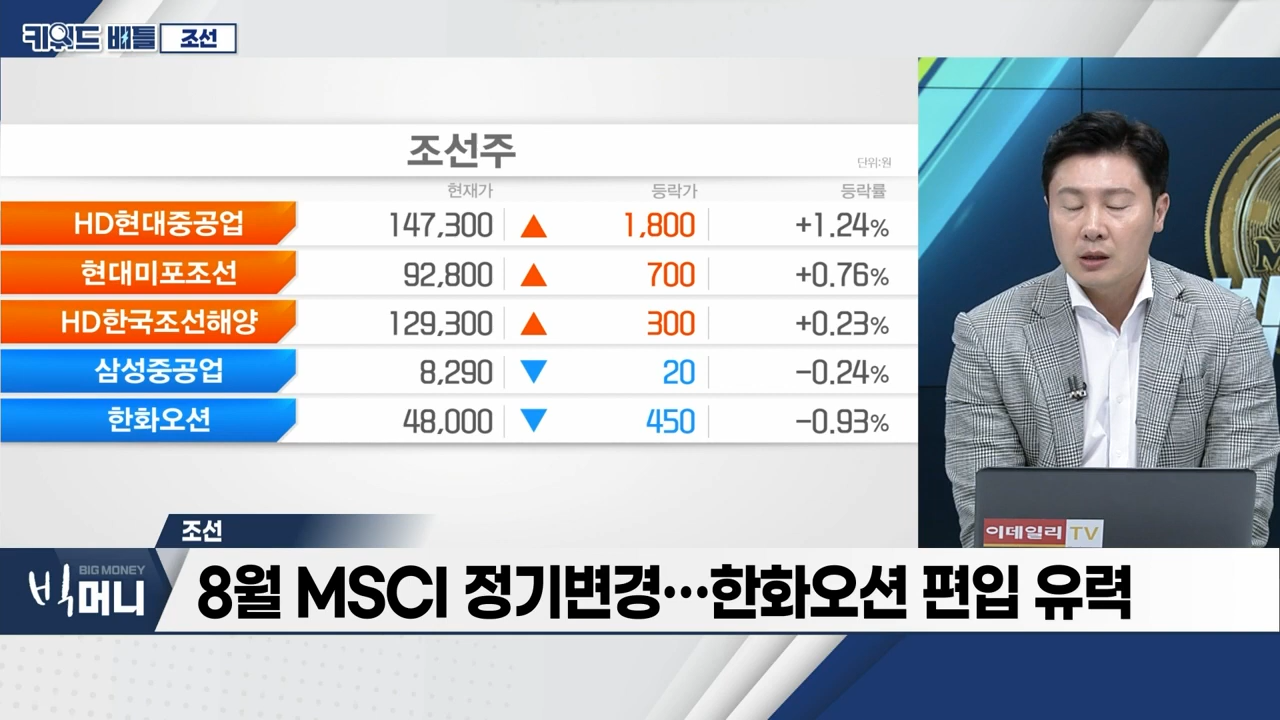 키워드 배틀 조선
조선주
단위:원
현재가 등락가 등락률
HD현대중공업 147,300 ▲ 1,800 +1.24%
현대미포조선 92,800 ▲ 700 +0.76%
HD한국조선해양 129,300 ▲ 300 +0.23%
삼성중공업 8,290 ▼ 20 -0.24%
한화오션 48,000 ▼ 450 -0.93%
이데일리 TV
조선
BIG MONEY
빅머니
8월 MSCI 정기변경…한화오션 편입 유력